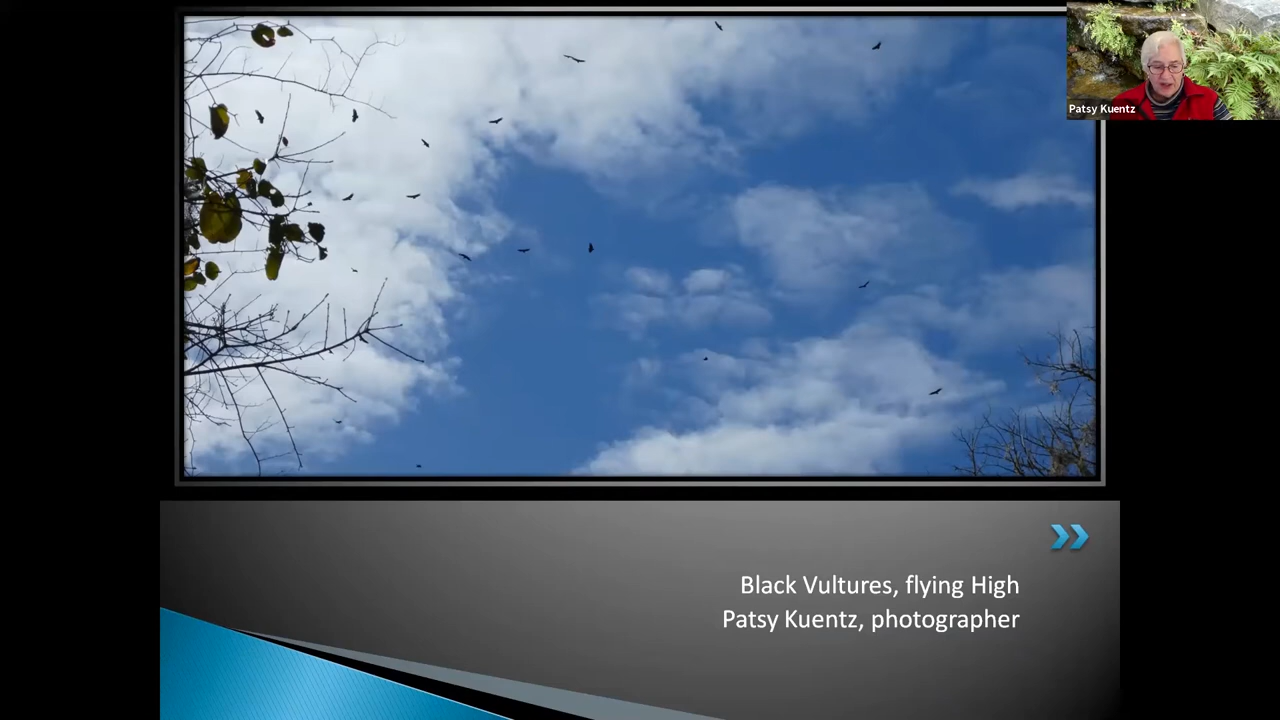 Patsy Kuentz
Black Vultures, flying High
Patsy Kuentz, photographer